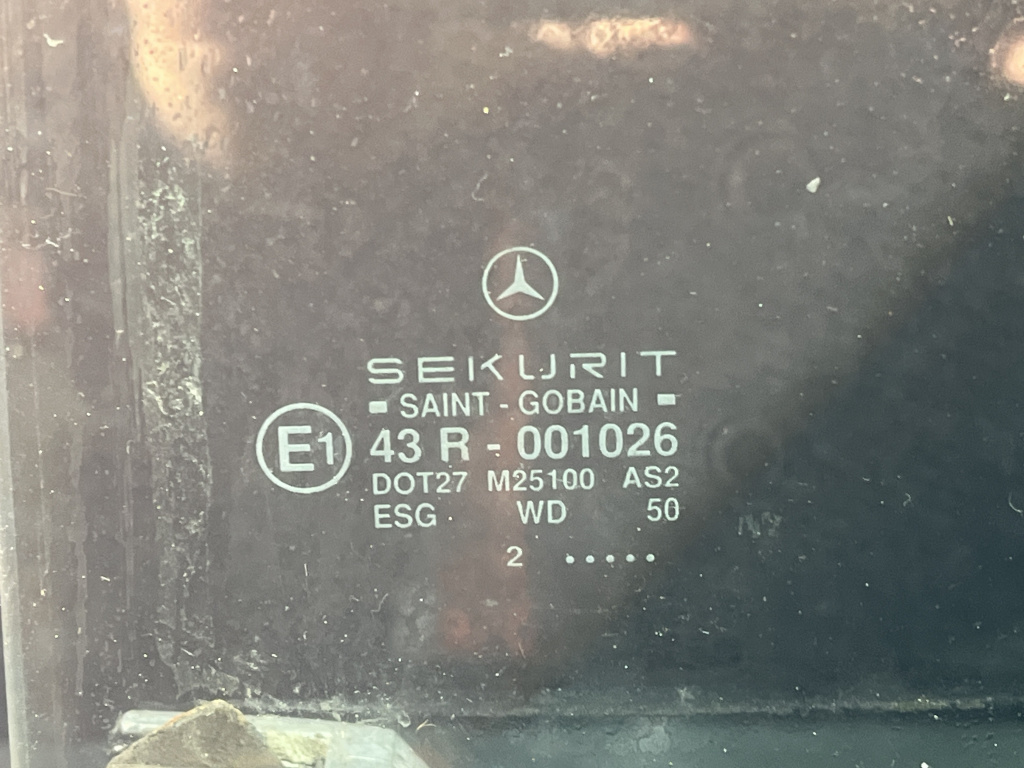 SEKURIT
SAINT - GOBAIN
E1 43 R - 001026
DOT27 M25100 AS2
ESG WD 50
2 .....